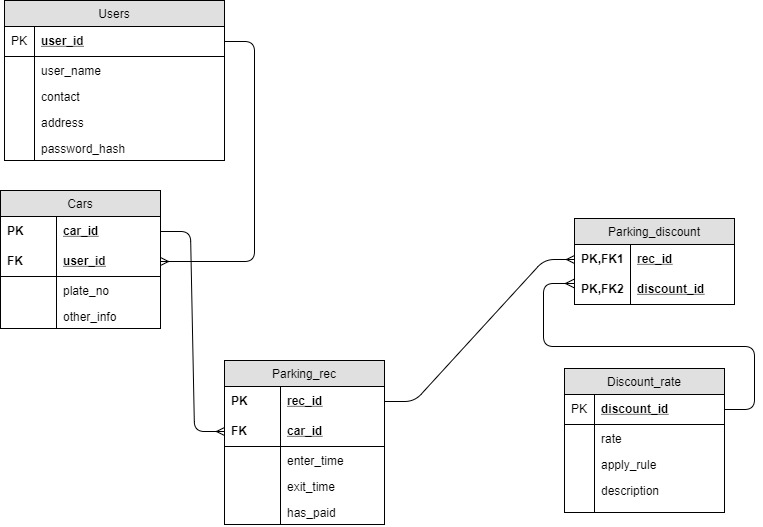 Users
PK user_id
user_name
contact
address
password_hash
Cars
PK car_id
FK user_id
plate_no
other_info
Parking_rec
PK rec_id
FK car_id
enter_time
exit_time
has_paid
Parking_discount
PK,FK1 rec_id
PK,FK2 discount_id
Discount_rate
PK discount_id
rate
apply_rule
description